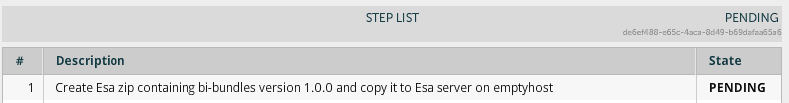 STEP LIST PENDING
de6ef488-e65c-4aca-8d49-b69dafaa65a6
# Description State
1 Create Esa zip containing bi-bundles version 1.0.0 and copy it to Esa server on emptyhost PENDING